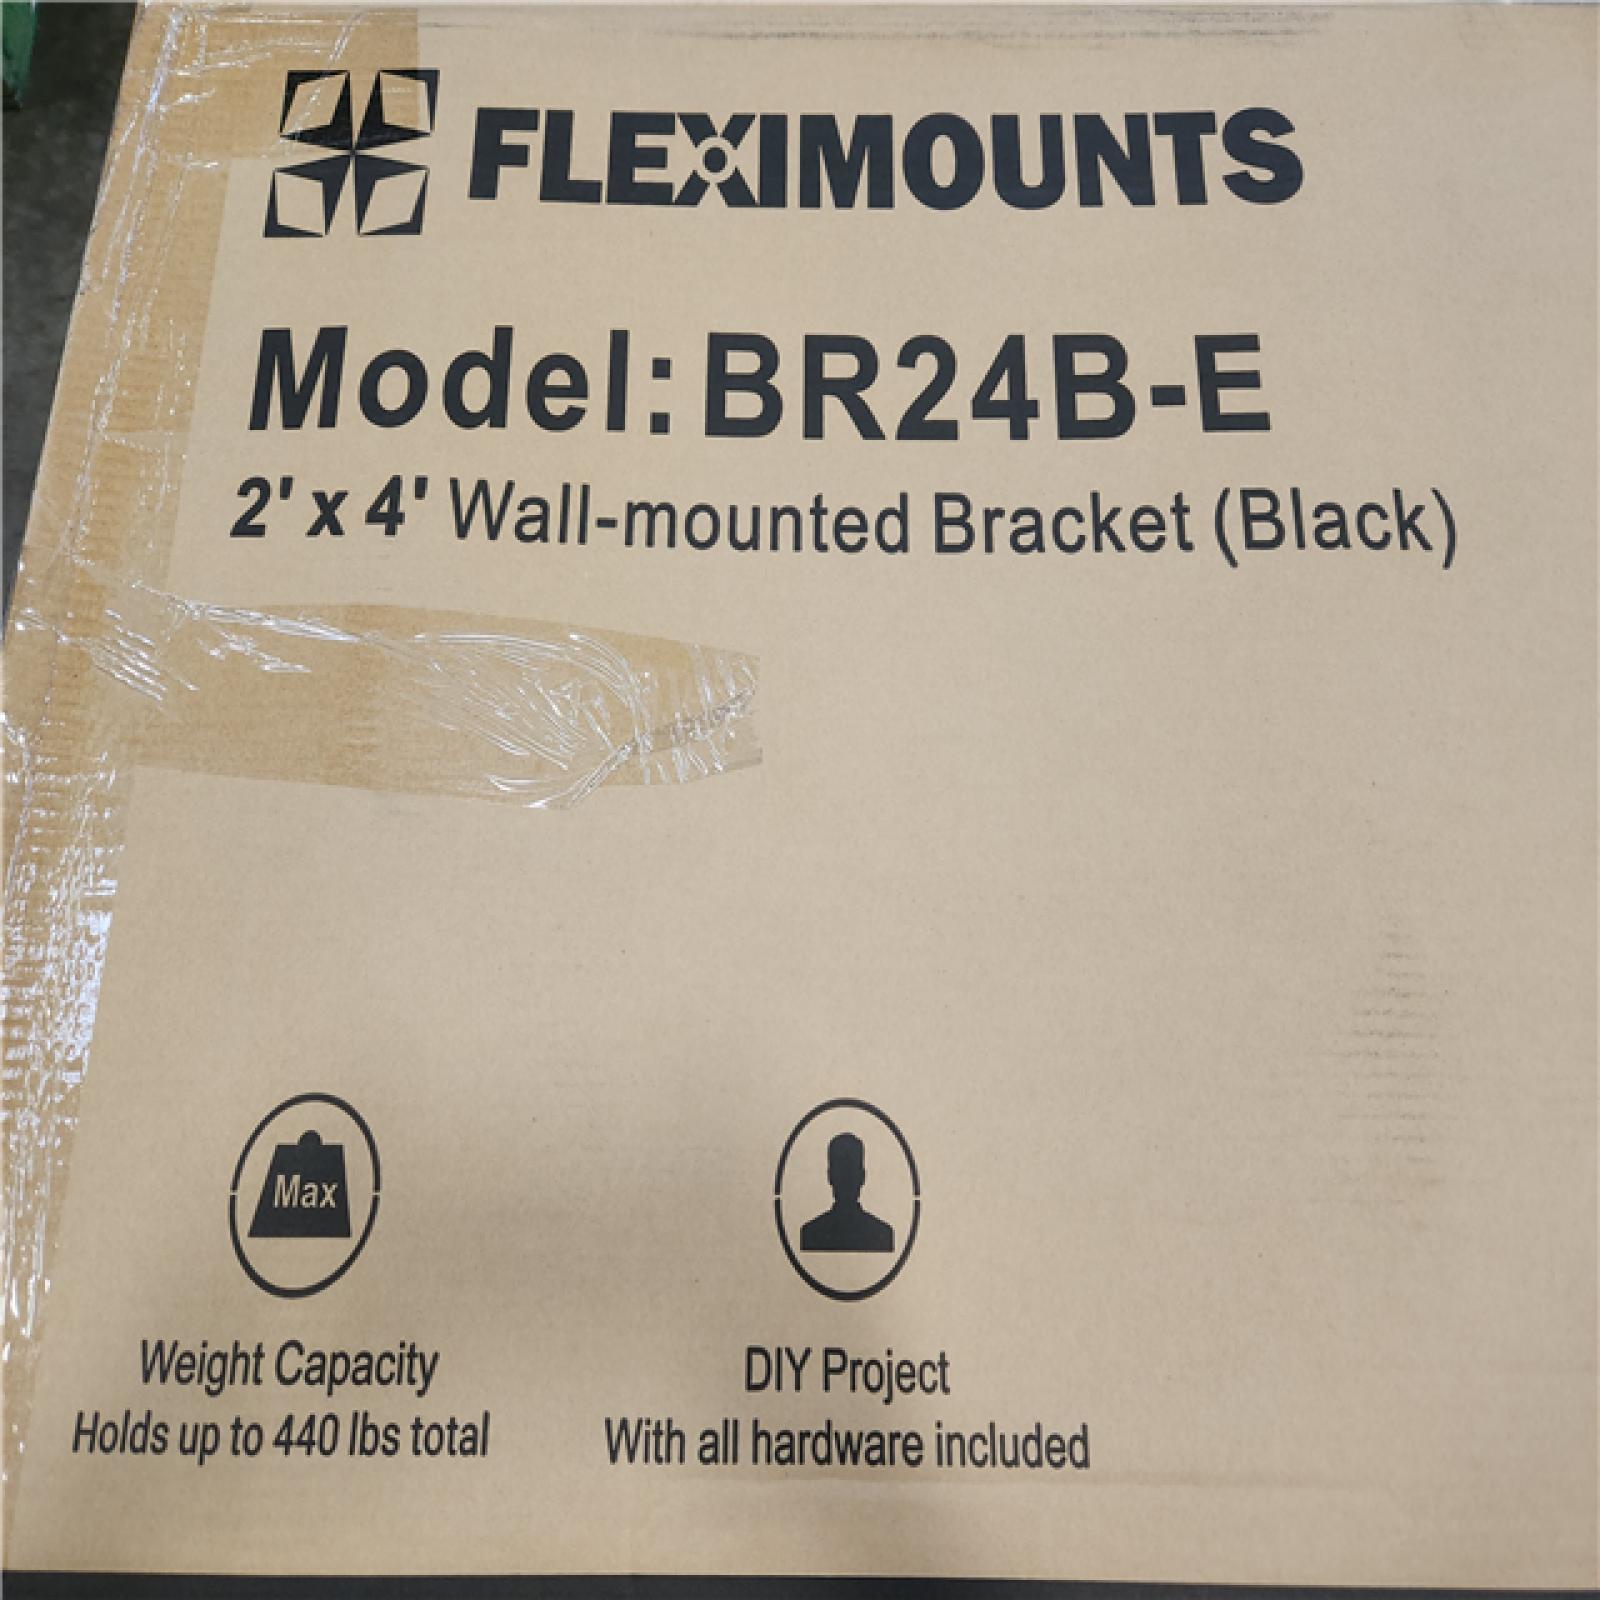 FLEXIMOUNTS
Model: BR24B-E
2' x 4' Wall-mounted Bracket (Black)
Max
Weight Capacity
Holds up to 440 lbs total
DIY Project
With all hardware included